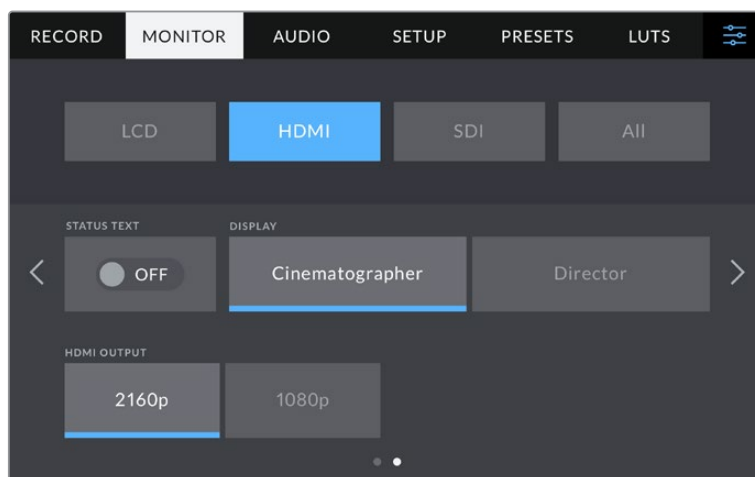 RECORD MONITOR AUDIO SETUP PRESETS LUTS
LCD HDMI SDI All
STATUS TEXT DISPLAY
OFF Cinematographer Director
HDMI OUTPUT
2160p 1080p